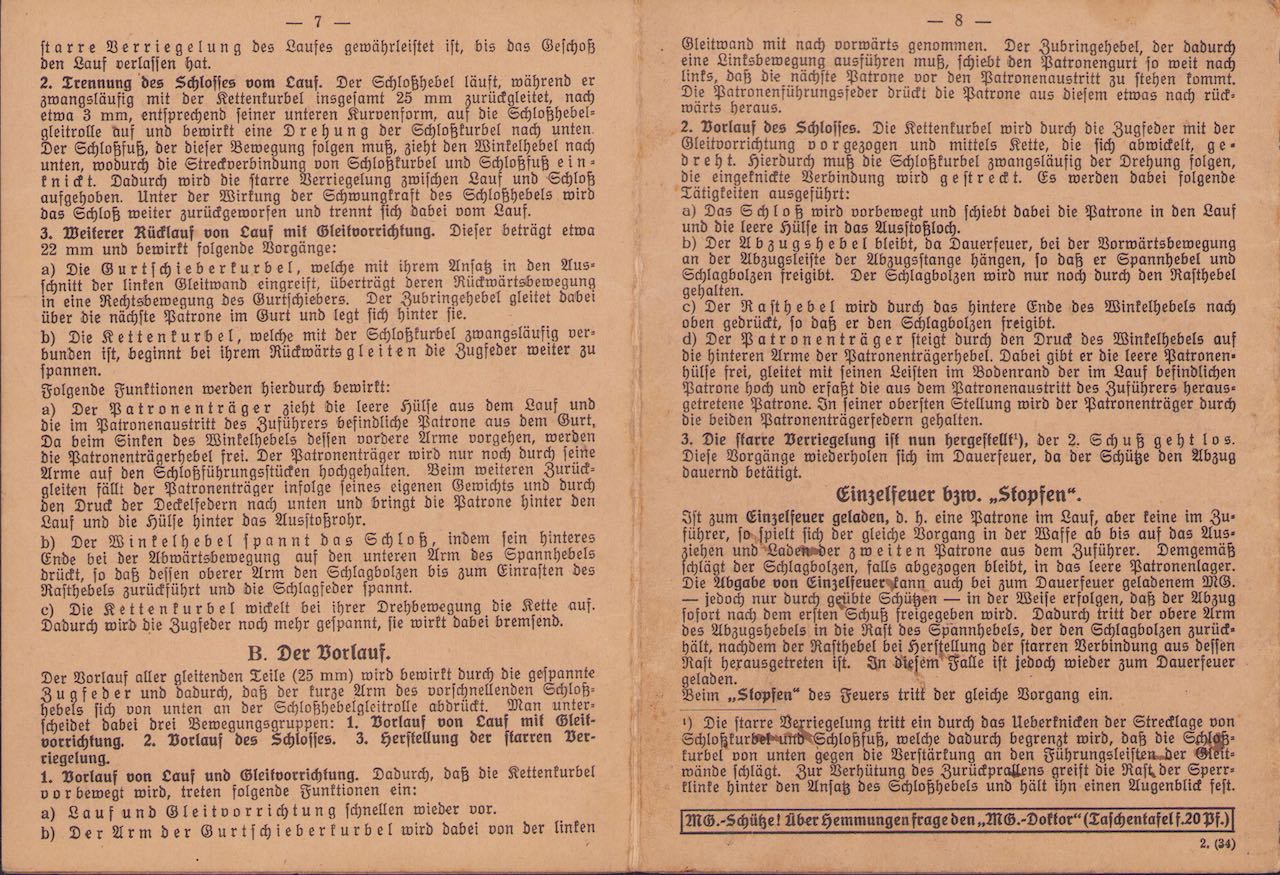 — 7 —
starre Verriegelung des Laufes gewährleistet ist, bis das Geschoß
den Lauf verlassen hat.
2. Trennung des Schlosses vom Lauf. Der Schloßhebel läuft, während er
zwangsläufig mit der Kettenkurbel insgesamt 25 mm zurückgleitet, nach
etwa 3 mm, entsprechend seiner unteren Kurvenform, auf die Schloßhebel-
gleitrolle auf und bewirkt eine Drehung der Schloßkurbel nach unten.
Der Schloßfuß, der dieser Bewegung folgen muß, zieht den Winkelhebel nach
unten, wodurch die Streckverbindung von Schloßkurbel und Schloßfuß ein-
knickt. Dadurch wird die starre Verriegelung zwischen Lauf und Schloß
aufgehoben. Unter der Wirkung der Schwungkraft des Schloßhebels wird
das Schloß weiter zurückgeworfen und trennt sich dabei vom Lauf.
3. Weiterer Rücklauf von Lauf mit Gleitvorrichtung. Dieser beträgt etwa
22 mm und bewirkt folgende Vorgänge:
a) Die Gurtschieberkurbel, welche mit ihrem Ansatz in den Aus-
schnitt der linken Gleitwand eingreift, überträgt deren Rückwärtsbewegung
in eine Rechtsbewegung des Gurtschiebers. Der Zubringehebel gleitet dabei
über die nächste Patrone im Gurt und legt sich hinter sie.
b) Die Kettenkurbel, welche mit der Schloßkurbel zwangsläufig ver-
bunden ist, beginnt bei ihrem Rückwärtsgleiten die Zugfeder weiter zu
spannen.
Folgende Funktionen werden hierdurch bewirkt:
a) Der Patronenträger zieht die leere Hülse aus dem Lauf und
die im Patronenaustritt des Zuführers befindliche Patrone aus dem Gurt.
Da beim Sinken des Winkelhebels dessen vordere Arme vorgehen, werden
die Patronenträgerhebel frei. Der Patronenträger wird nur noch durch seine
Arme auf den Schloßführungsstücken hochgehalten. Beim weiteren Zurück-
gleiten fällt der Patronenträger infolge seines eigenen Gewichts und durch
den Druck der Deckelfedern nach unten und bringt die Patrone hinter den
Lauf und die Hülse hinter das Ausstoßrohr.
b) Der Winkelhebel spannt das Schloß, indem sein hinteres
Ende bei der Abwärtsbewegung auf den unteren Arm des Spannhebels
drückt, so daß dessen oberer Arm den Schlagbolzen bis zum Einrasten des
Rasthebels zurückführt und die Schlagfeder spannt.
c) Die Kettenkurbel wickelt bei ihrer Drehbewegung die Kette auf.
Dadurch wird die Zugfeder noch mehr gespannt, sie wirkt dabei bremsend.
B. Der Vorlauf.
Der Vorlauf aller gleitenden Teile (25 mm) wird bewirkt durch die gespannte
Zugfeder und dadurch, daß der kurze Arm des vorschnellenden Schloß-
hebels sich von unten an der Schloßhebelgleitrolle abdrückt. Man unter-
scheidet dabei drei Bewegungsgruppen: 1. Vorlauf von Lauf mit Gleit-
vorrichtung. 2. Vorlauf des Schlosses. 3. Herstellung der starren Ver-
riegelung.
1. Vorlauf von Lauf und Gleitvorrichtung. Dadurch, daß die Kettenkurbel
vorbewegt wird, treten folgende Funktionen ein:
a) Lauf und Gleitvorrichtung schnellen wieder vor.
b) Der Arm der Gurtschieberkurbel wird dabei von der linken
— 8 —
Gleitwand mit nach vorwärts genommen. Der Zubringehebel, der dadurch
eine Linksbewegung ausführen muß, schiebt den Patronengurt so weit nach
links, daß die nächste Patrone vor den Patronenaustritt zu stehen kommt.
Die Patronenführungsfeder drückt die Patrone aus diesem etwas nach rück-
wärts heraus.
2. Vorlauf des Schlosses. Die Kettenkurbel wird durch die Zugfeder mit der
Gleitvorrichtung vorgezogen und mittels Kette, die sich abwickelt, ge-
dreht. Hierdurch muß die Schloßkurbel zwangsläufig der Drehung folgen,
die eingeknickte Verbindung wird gestreckt. Es werden dabei folgende
Tätigkeiten ausgeführt:
a) Das Schloß wird vorbewegt und schiebt dabei die Patrone in den Lauf
und die leere Hülse in das Ausstoßloch.
b) Der Abzugshebel bleibt, da Dauerfeuer, bei der Vorwärtsbewegung
an der Abzugsleiste der Abzugsstange hängen, so daß er Spannhebel und
Schlagbolzen freigibt. Der Schlagbolzen wird nur noch durch den Rasthebel
gehalten.
c) Der Rasthebel wird durch das hintere Ende des Winkelhebels nach
oben gedrückt, so daß er den Schlagbolzen freigibt.
d) Der Patronenträger steigt durch den Druck des Winkelhebels auf
die hinteren Arme der Patronenträgerhebel. Dabei gibt er die leere Patronen-
hülse frei, gleitet mit seinen Leisten im Bodenrand der im Lauf befindlichen
Patrone hoch und erfaßt die aus dem Patronenaustritt des Zuführers heraus-
getretene Patrone. In seiner obersten Stellung wird der Patronenträger durch
die beiden Patronenträgerfedern gehalten.
3. Die starre Verriegelung ist nun hergestellt¹), der 2. Schuß geht los.
Diese Vorgänge wiederholen sich im Dauerfeuer, da der Schütze den Abzug
dauernd betätigt.
Einzelfeuer bzw. „Stopfen“.
Ist zum Einzelfeuer geladen, d. h. eine Patrone im Lauf, aber keine im Zu-
führer, so spielt sich der gleiche Vorgang in der Waffe ab bis auf das Aus-
ziehen und Laden der zweiten Patrone aus dem Zuführer. Demgemäß
schlägt der Schlagbolzen, falls abgezogen bleibt, in das leere Patronenlager.
Die Abgabe von Einzelfeuer kann auch bei zum Dauerfeuer geladenem MG.
— jedoch nur durch geübte Schützen — in der Weise erfolgen, daß der Abzug
sofort nach dem ersten Schuß freigegeben wird. Dadurch tritt der obere Arm
des Abzugshebels in die Rast des Spannhebels, der den Schlagbolzen zurück-
hält, nachdem der Rasthebel bei Herstellung der starren Verbindung aus dessen
Rast herausgetreten ist. In diesem Falle ist jedoch wieder zum Dauerfeuer
geladen.
Beim „Stopfen“ des Feuers tritt der gleiche Vorgang ein.
¹) Die starre Verriegelung tritt ein durch das Ueberknicken der Strecklage von
Schloßkurbel und Schloßfuß, welche dadurch begrenzt wird, daß die Schloß-
kurbel von unten gegen die Verstärkung an den Führungsleisten der Gleit-
wände schlägt. Zur Verhütung des Zurückprallens greift die Rast der Sperr-
klinke hinter den Ansatz des Schloßhebels und hält ihn einen Augenblick fest.
MG.-Schütze! Über Hemmungen frage den „MG.-Doktor“ (Taschentafel f. 20 Pf.)
2. (34)